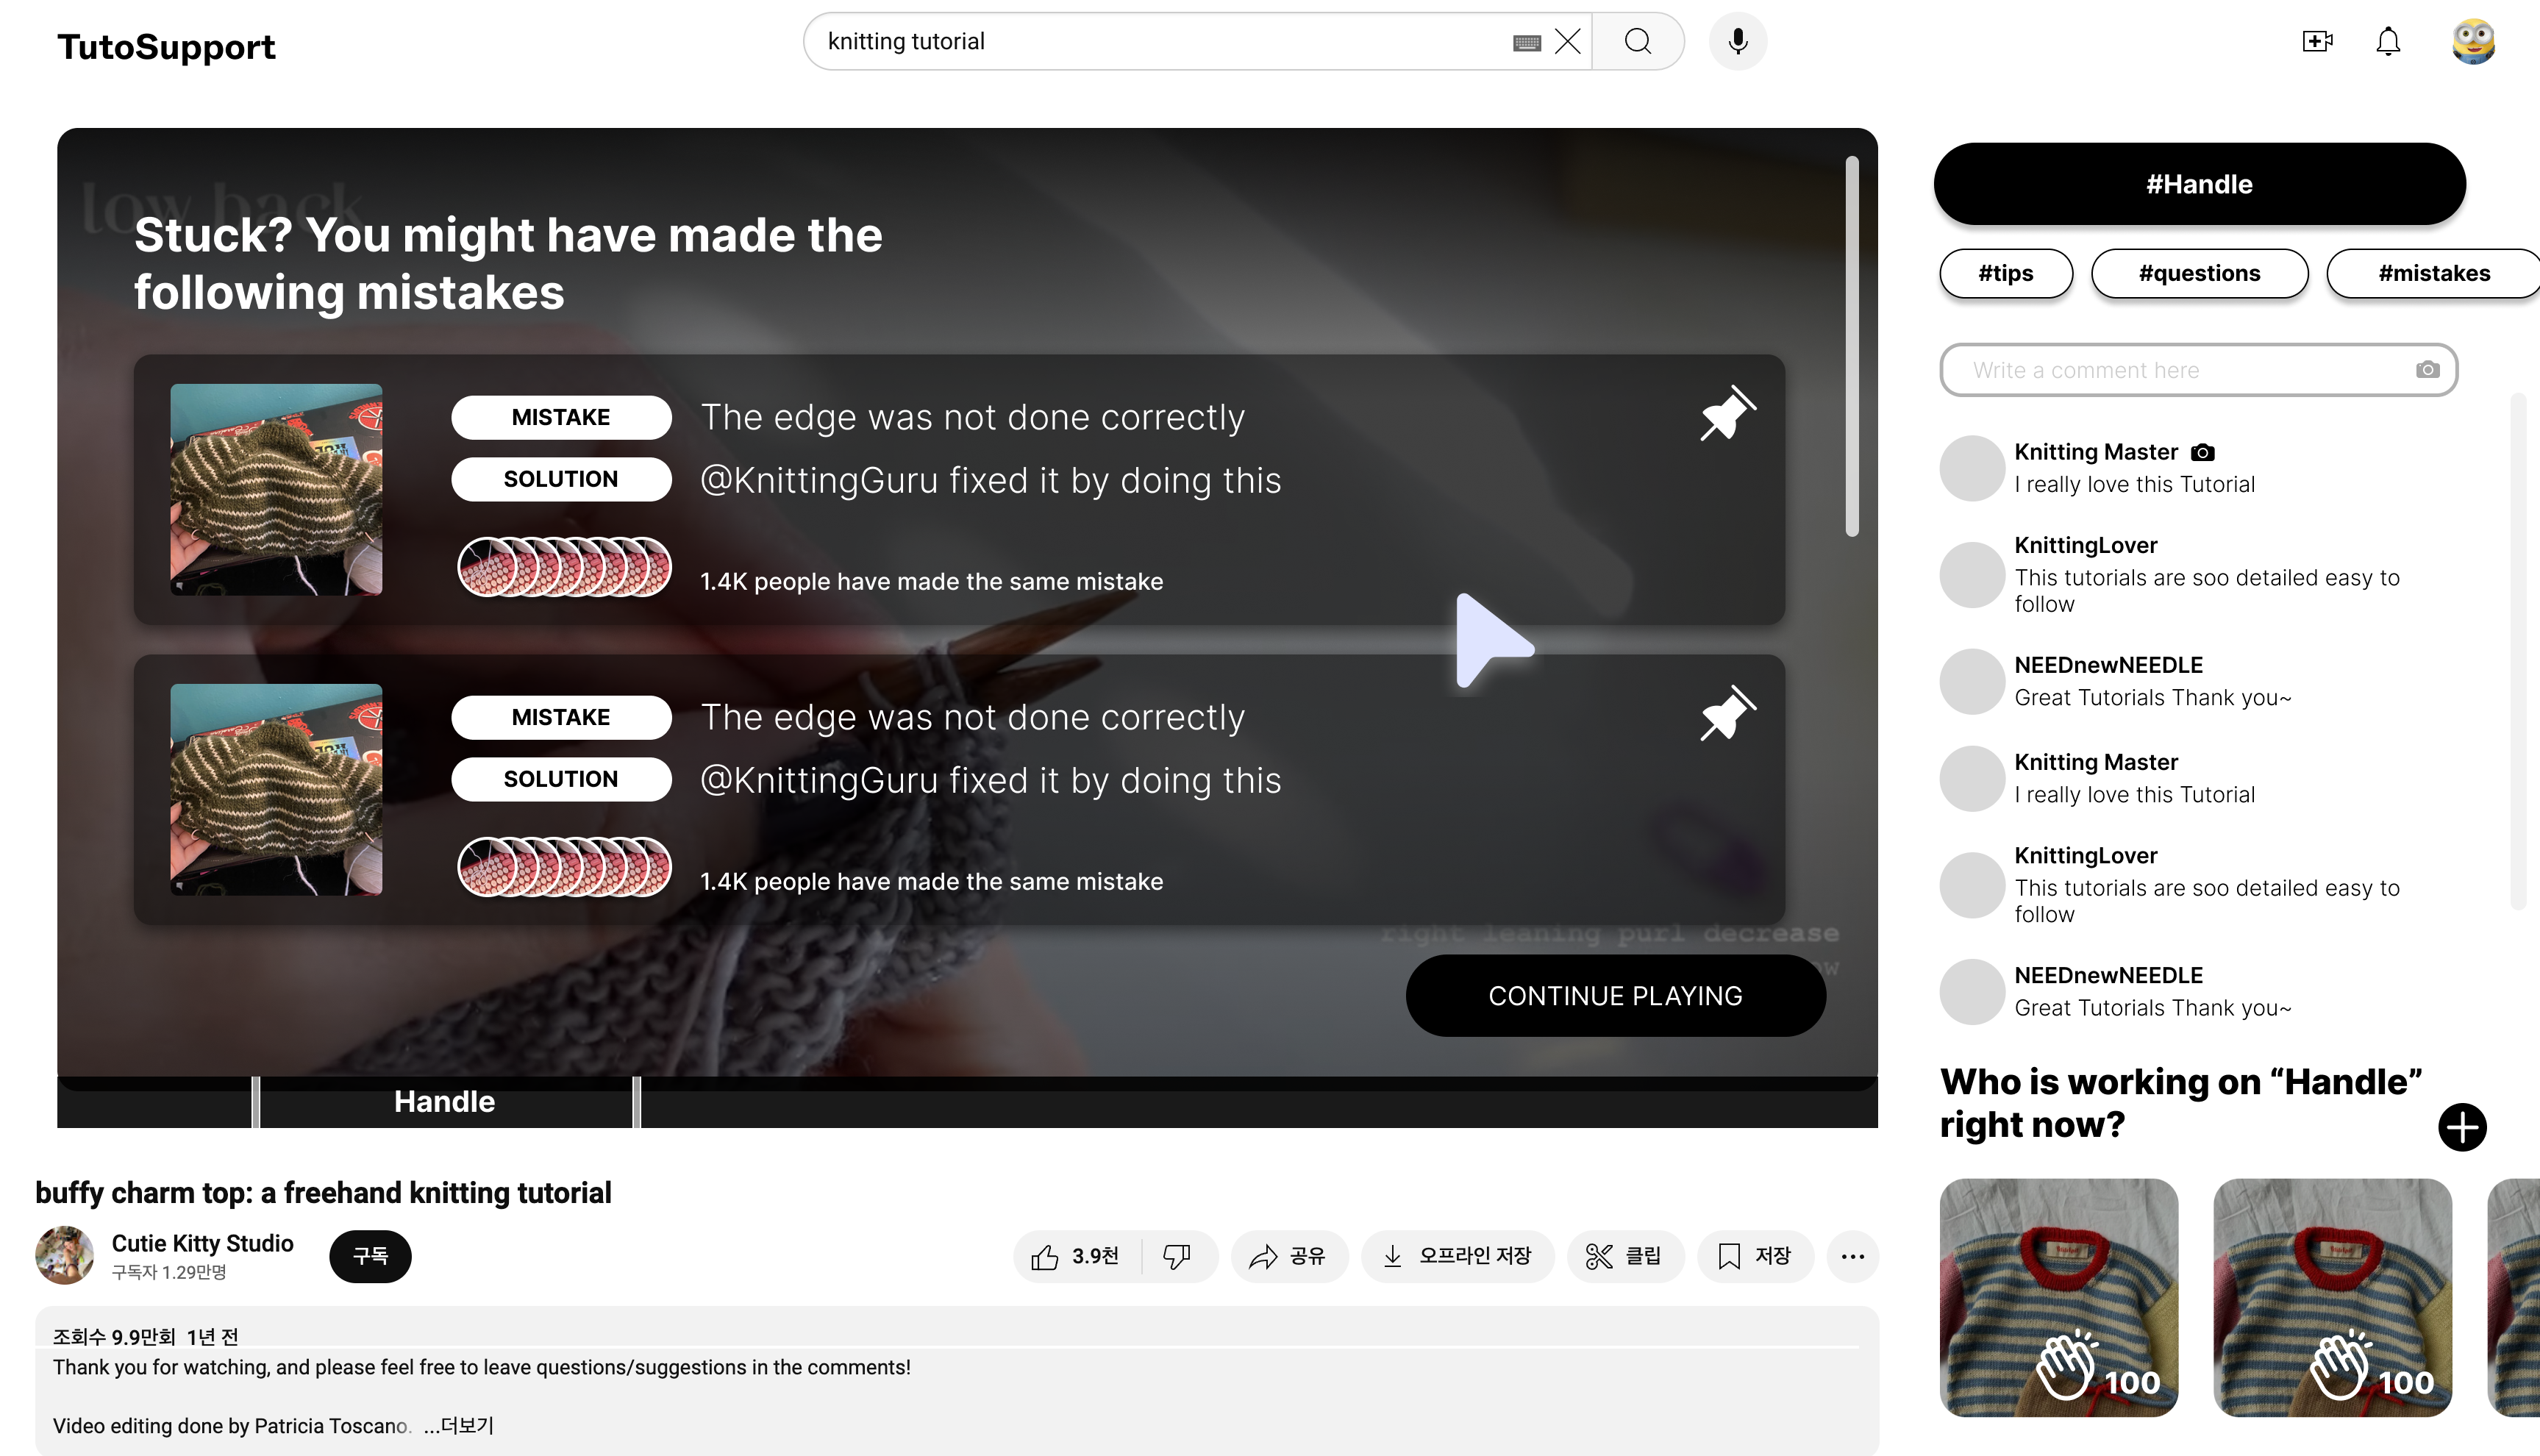 TutoSupport
knitting tutorial
low back
Stuck? You might have made the
following mistakes
MISTAKE
The edge was not done correctly
SOLUTION
@KnittingGuru fixed it by doing this
1.4K people have made the same mistake
MISTAKE
The edge was not done correctly
SOLUTION
@KnittingGuru fixed it by doing this
1.4K people have made the same mistake
right leaning purl decrease
CONTINUE PLAYING
Handle
buffy charm top: a freehand knitting tutorial
Cutie Kitty Studio
구독자 1.29만명
구독
3.9천
공유
오프라인 저장
클립
저장
조회수 9.9만회 1년 전
Thank you for watching, and please feel free to leave questions/suggestions in the comments!
Video editing done by Patricia Toscano. ...더보기
#Handle
#tips
#questions
#mistakes
Write a comment here
Knitting Master
I really love this Tutorial
KnittingLover
This tutorials are soo detailed easy to
follow
NEEDnewNEEDLE
Great Tutorials Thank you~
Knitting Master
I really love this Tutorial
KnittingLover
This tutorials are soo detailed easy to
follow
NEEDnewNEEDLE
Great Tutorials Thank you~
Who is working on “Handle”
right now?
100
100